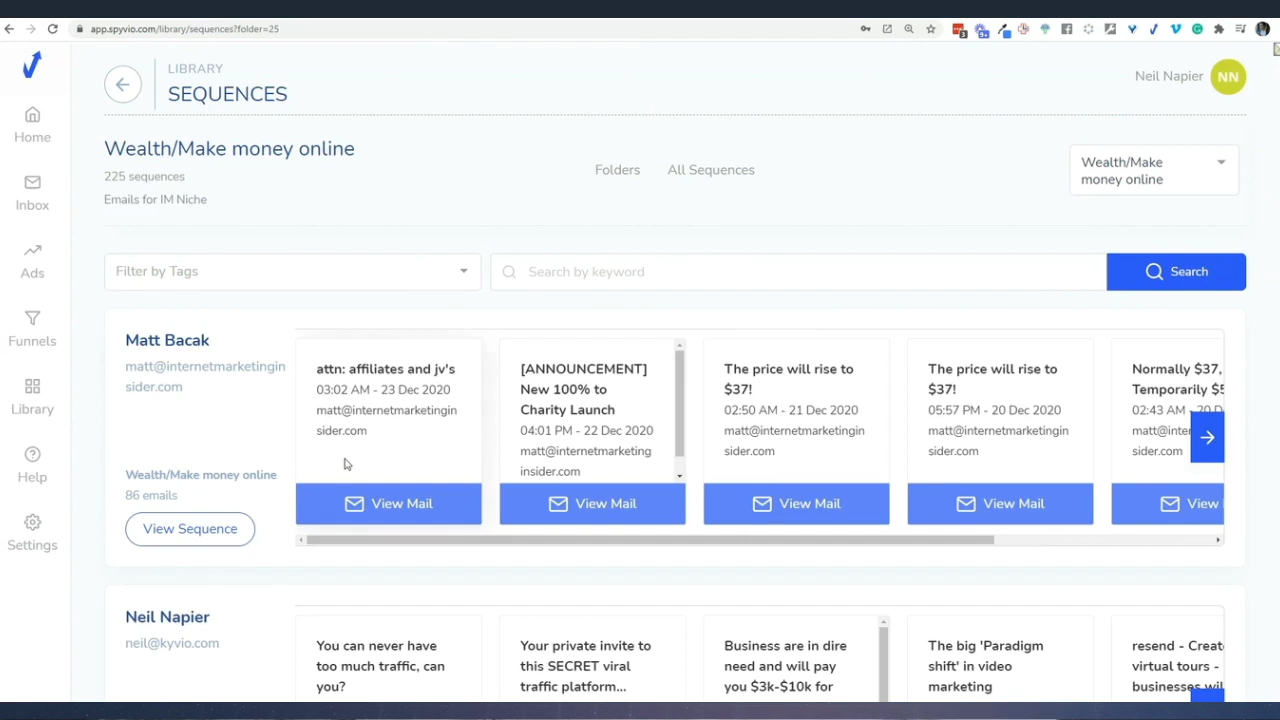 app.spyvio.com/library/sequences?folder=25
LIBRARY
SEQUENCES
Neil Napier
NN
Home
Inbox
Ads
Funnels
Library
Help
Settings
Wealth/Make money online
225 sequences
Emails for IM Niche
Folders
All Sequences
Wealth/Make
money online
Filter by Tags
Search by keyword
Search
Matt Bacak
matt@internetmarketingin
sider.com
Wealth/Make money online
86 emails
View Sequence
attn: affiliates and jv's
03:02 AM - 23 Dec 2020
matt@internetmarketingin
sider.com
View Mail
[ANNOUNCEMENT]
New 100% to
Charity Launch
04:01 PM - 22 Dec 2020
matt@internetmarketing
insider.com
View Mail
The price will rise to
$37!
02:50 AM - 21 Dec 2020
matt@internetmarketingin
sider.com
View Mail
The price will rise to
$37!
05:57 PM - 20 Dec 2020
matt@internetmarketingin
sider.com
View Mail
Normally $37,
Temporarily $5
02:43 AM - 20 D
matt@inter
sider.com
View
Neil Napier
neil@kyvio.com
You can never have
too much traffic, can
you?
Your private invite to
this SECRET viral
traffic platform...
Business are in dire
need and will pay
you $3k-$10k for
The big 'Paradigm
shift' in video
marketing
resend - Creat
virtual tours -
businesses wil